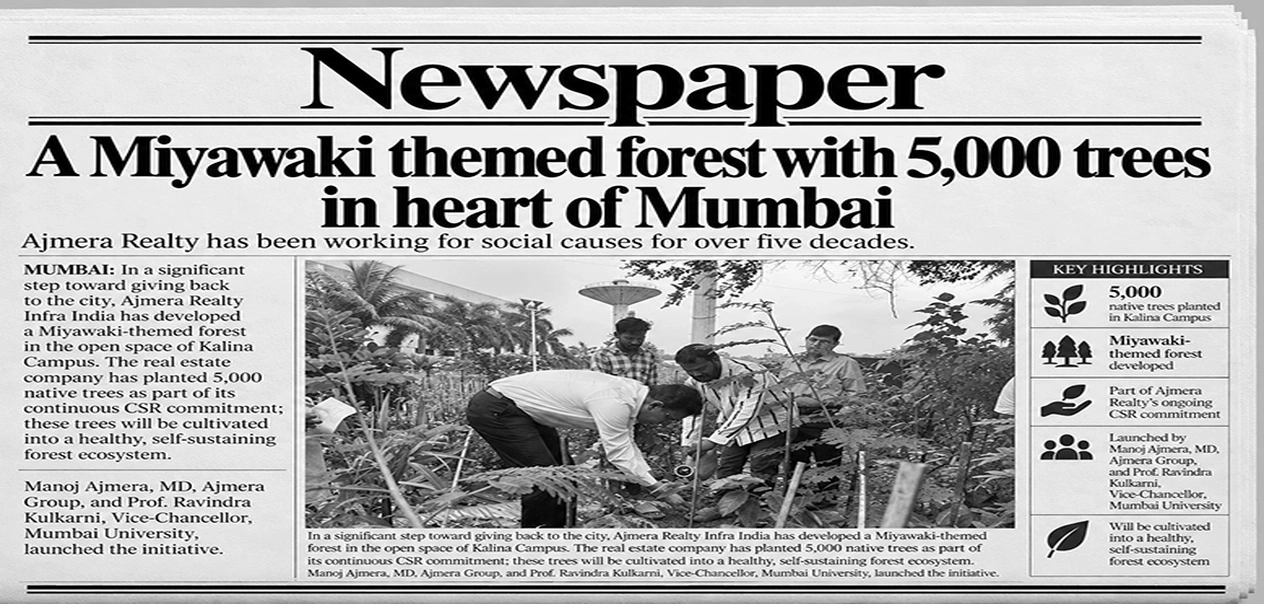 Newspaper
A Miyawaki themed forest with 5,000 trees
in heart of Mumbai
Ajmera Realty has been working for social causes for over five decades.
MUMBAI: In a significant
step toward giving back
to the city, Ajmera Realty
Infra India has developed
a Miyawaki-themed forest
in the open space of Kalina
Campus. The real estate
company has planted 5,000
native trees as part of its
continuous CSR commitment;
these trees will be cultivated
into a healthy, self-sustaining
forest ecosystem.
Manoj Ajmera, MD, Ajmera
Group, and Prof. Ravindra
Kulkarni, Vice-Chancellor,
Mumbai University,
launched the initiative.
In a significant step toward giving back to the city, Ajmera Realty Infra India has developed a Miyawaki-themed
forest in the open space of Kalina Campus. The real estate company has planted 5,000 native trees as part of
its continuous CSR commitment; these trees will be cultivated into a healthy, self-sustaining forest ecosystem.
Manoj Ajmera, MD, Ajmera Group, and Prof. Ravindra Kulkarni, Vice-Chancellor, Mumbai University, launched the initiative.
KEY HIGHLIGHTS
5,000
native trees planted
in Kalina Campus
Miyawaki-
themed forest
developed
Part of Ajmera
Realty's ongoing
CSR commitment
Launched by
Manoj Ajmera, MD,
Ajmera Group,
and Prof. Ravindra
Kulkarni,
Vice-Chancellor,
Mumbai University
Will be cultivated
into a healthy,
self-sustaining
forest ecosystem